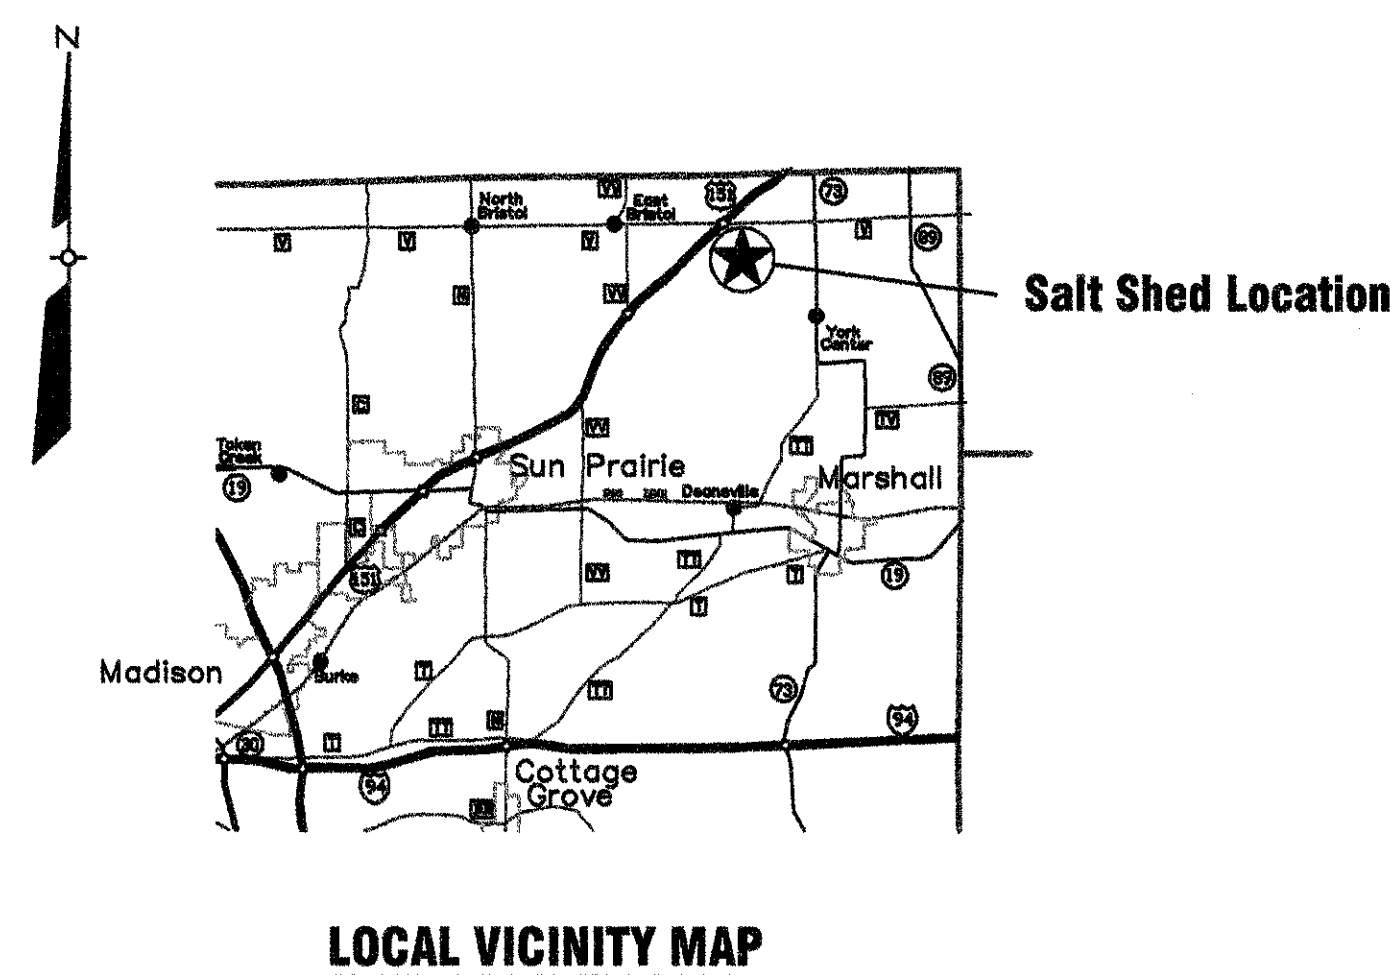 N
North
Bristol
VV
East
Bristol
151
73
V
V
V
V
89
N
VV
Salt Shed Location
York
Center
89
C
VV
TV
Token
Creek
TT
Sun Prairie
Marshall
19
Deansville
C
TT
151
VV
T
19
T
Madison
Burke
T
TT
73
N
94
TT
30
T
Cottage
Grove
94
LOCAL VICINITY MAP